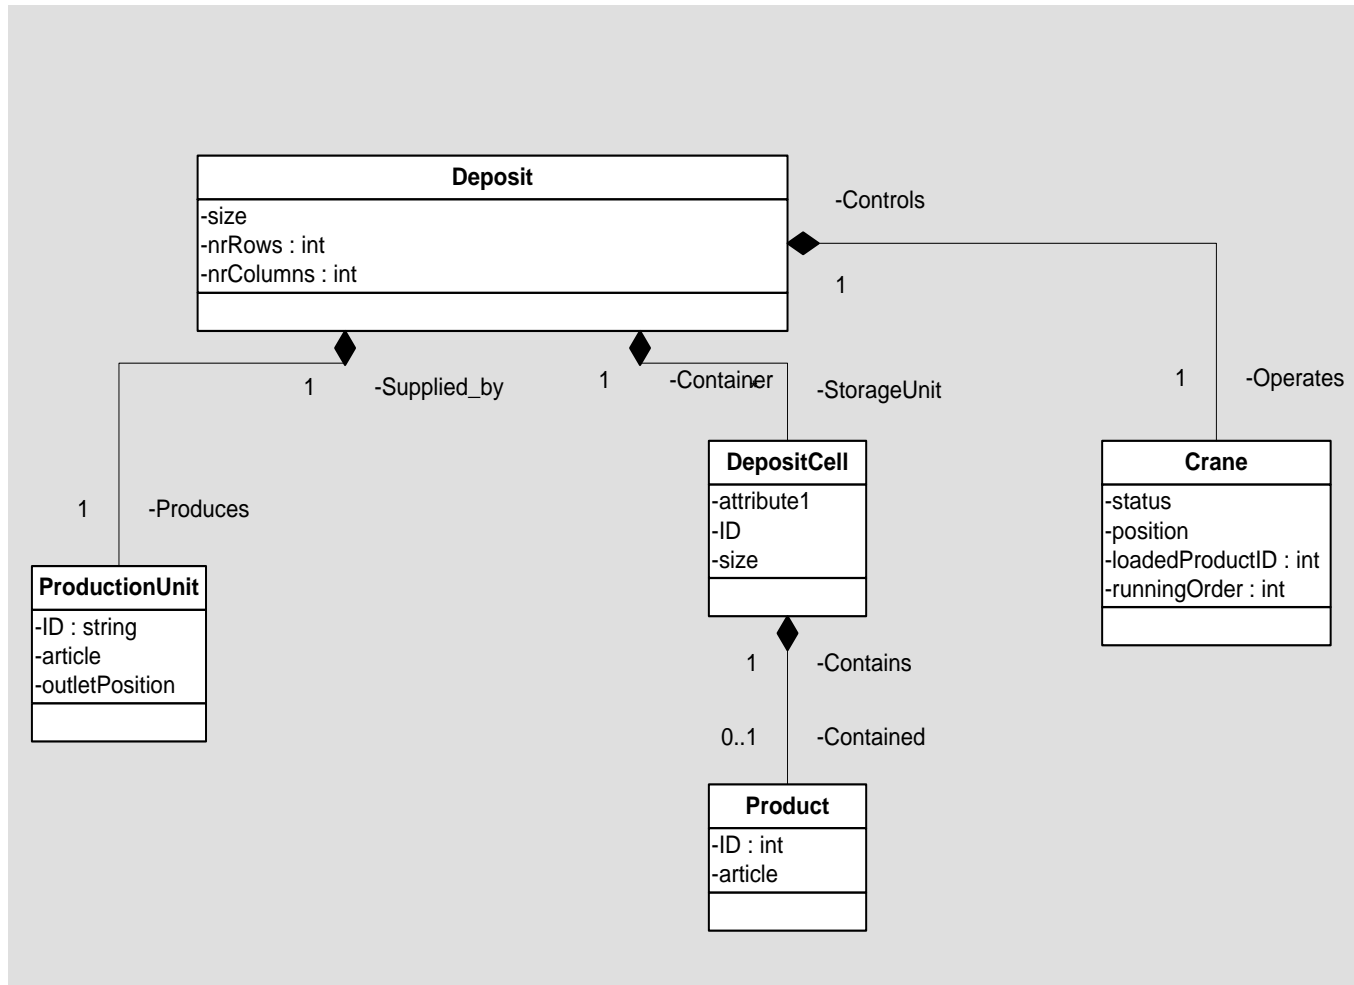 Deposit
-size
-nrRows : int
-nrColumns : int
-Controls
1
1
-Supplied_by
1
-Container
*
-StorageUnit
1
-Operates
1
-Produces
DepositCell
-attribute1
-ID
-size
Crane
-status
-position
-loadedProductID : int
-runningOrder : int
ProductionUnit
-ID : string
-article
-outletPosition
1
-Contains
0..1
-Contained
Product
-ID : int
-article